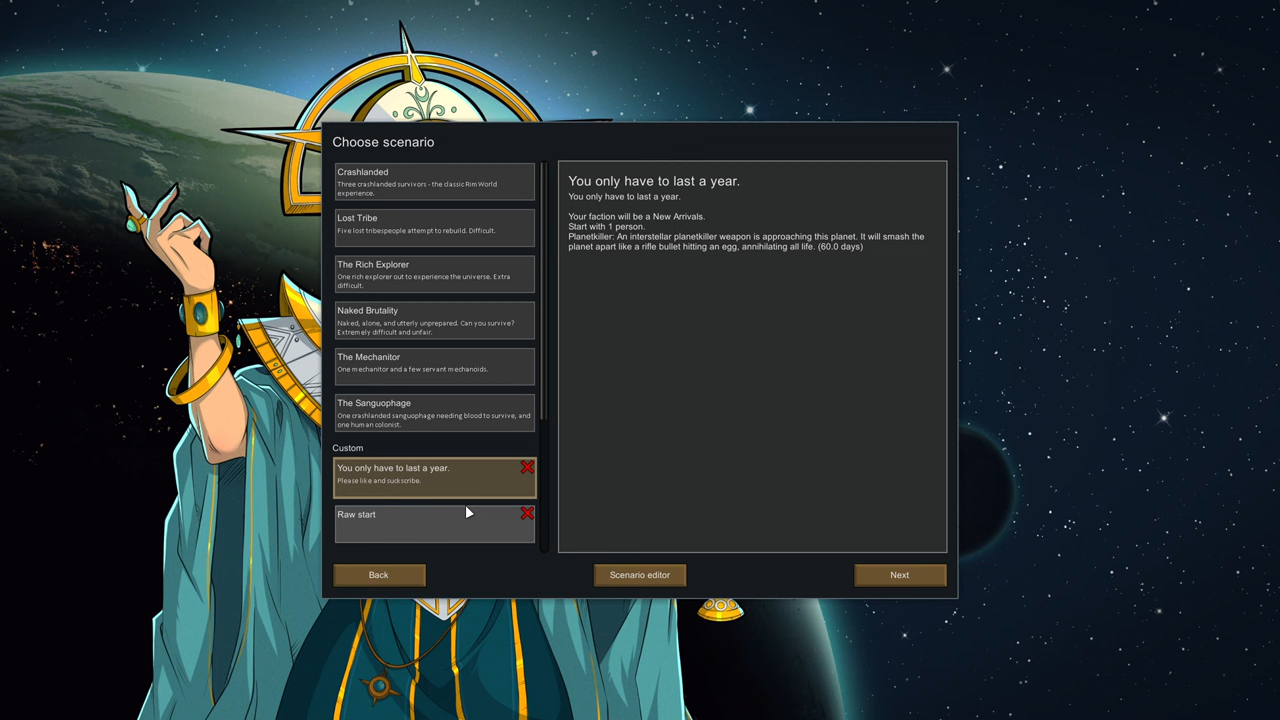 Choose scenario
Crashlanded
Three crashlanded survivors - the classic Rim World
experience.
Lost Tribe
Five lost tribespeople attempt to rebuild. Difficult.
The Rich Explorer
One rich explorer out to experience the universe. Extra
difficult.
Naked Brutality
Naked, alone, and utterly unprepared. Can you survive?
Extremely difficult and unfair.
The Mechanitor
One mechanitor and a few servant mechanoids.
The Sanguophage
One crashlanded sanguophage needing blood to survive, and
one human colonist.
Custom
You only have to last a year.
Please like and suckscribe.
Raw start
Back
You only have to last a year.
You only have to last a year.
Your faction will be a New Arrivals.
Start with 1 person.
Planetkiller: An interstellar planetkiller weapon is approaching this planet. It will smash the
planet apart like a rifle bullet hitting an egg, annihilating all life. (60.0 days)
Scenario editor
Next